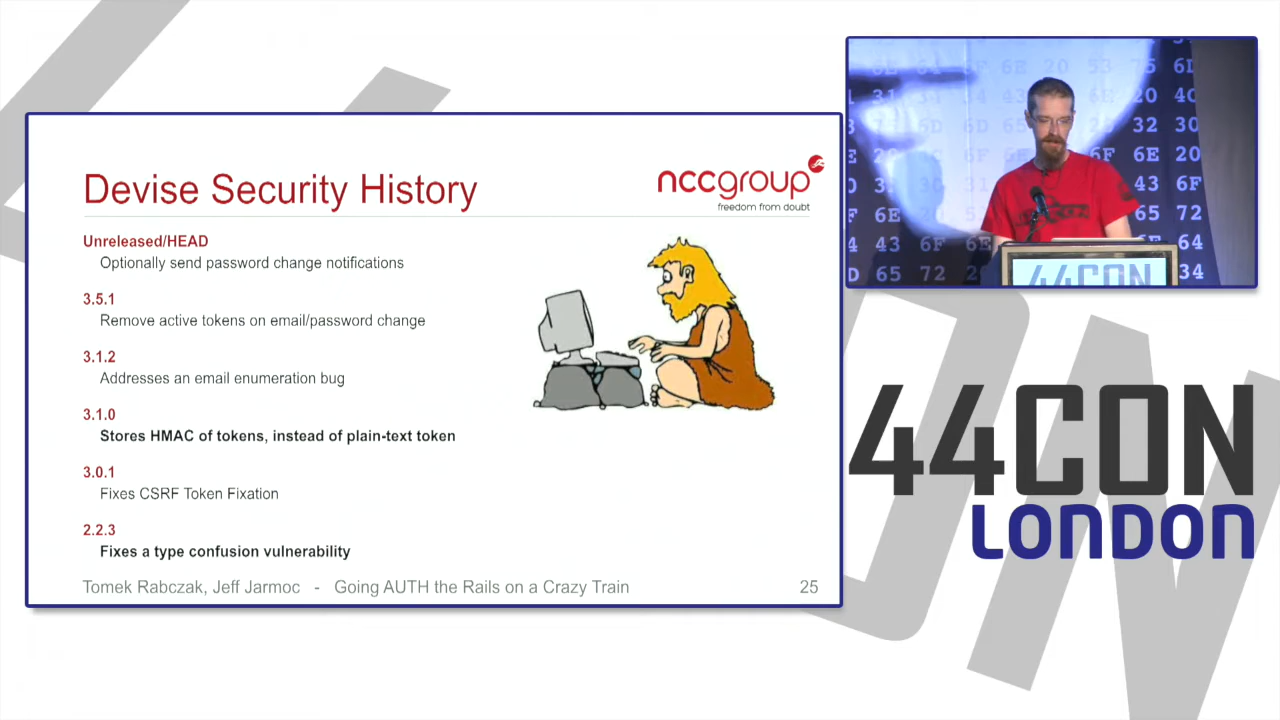 Devise Security History
nccgroup
freedom from doubt
Unreleased/HEAD
Optionally send password change notifications
3.5.1
Remove active tokens on email/password change
3.1.2
Addresses an email enumeration bug
3.1.0
Stores HMAC of tokens, instead of plain-text token
3.0.1
Fixes CSRF Token Fixation
2.2.3
Fixes a type confusion vulnerability
Tomek Rabczak, Jeff Jarmoc - Going AUTH the Rails on a Crazy Train 25
44CON
44CON
LONDON